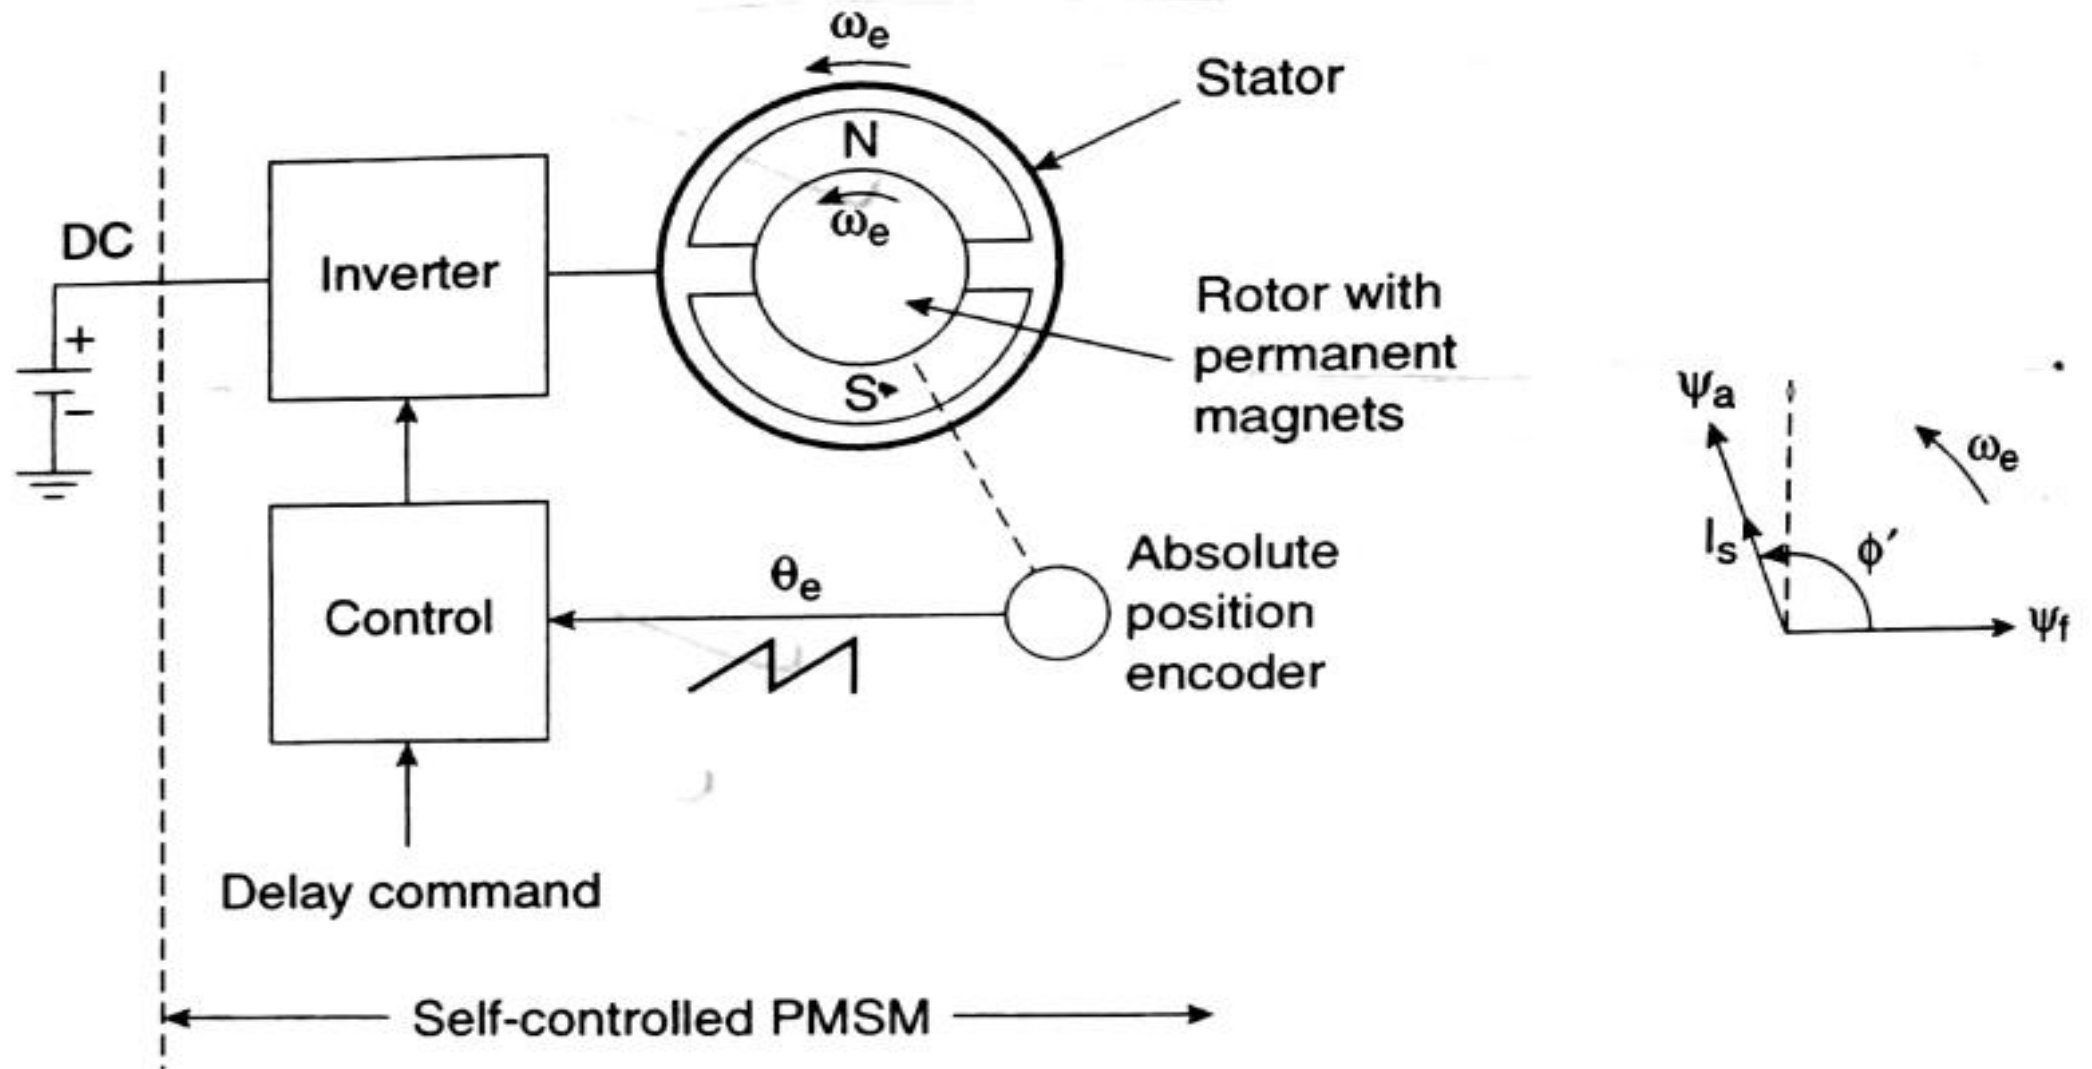 ωe
Stator
N
ωe
DC
Inverter
+
−
Rotor with
permanent
magnets
S
ψa
ωe
Is
φ′
ψf
Control
θe
Absolute
position
encoder
Delay command
Self-controlled PMSM